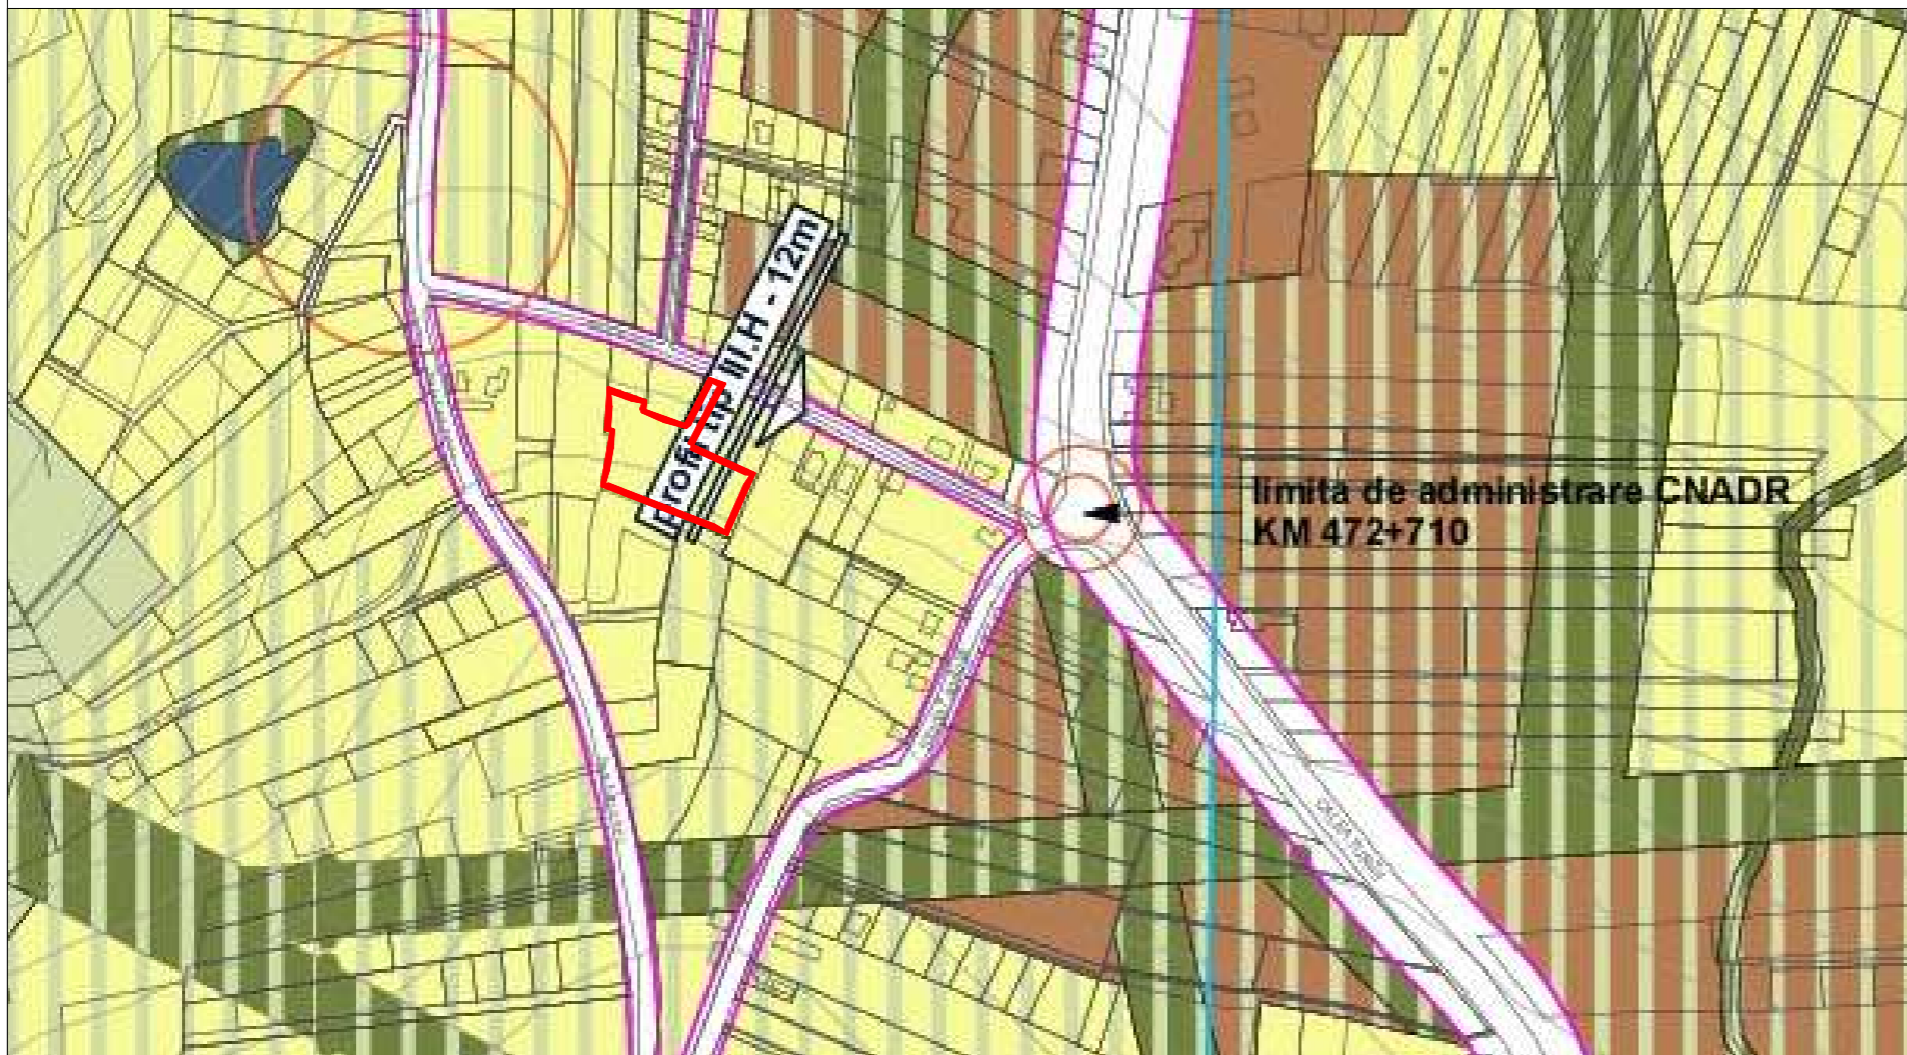 Profil tip III.H - 12m
limita de administrare CNADR
KM 472+710